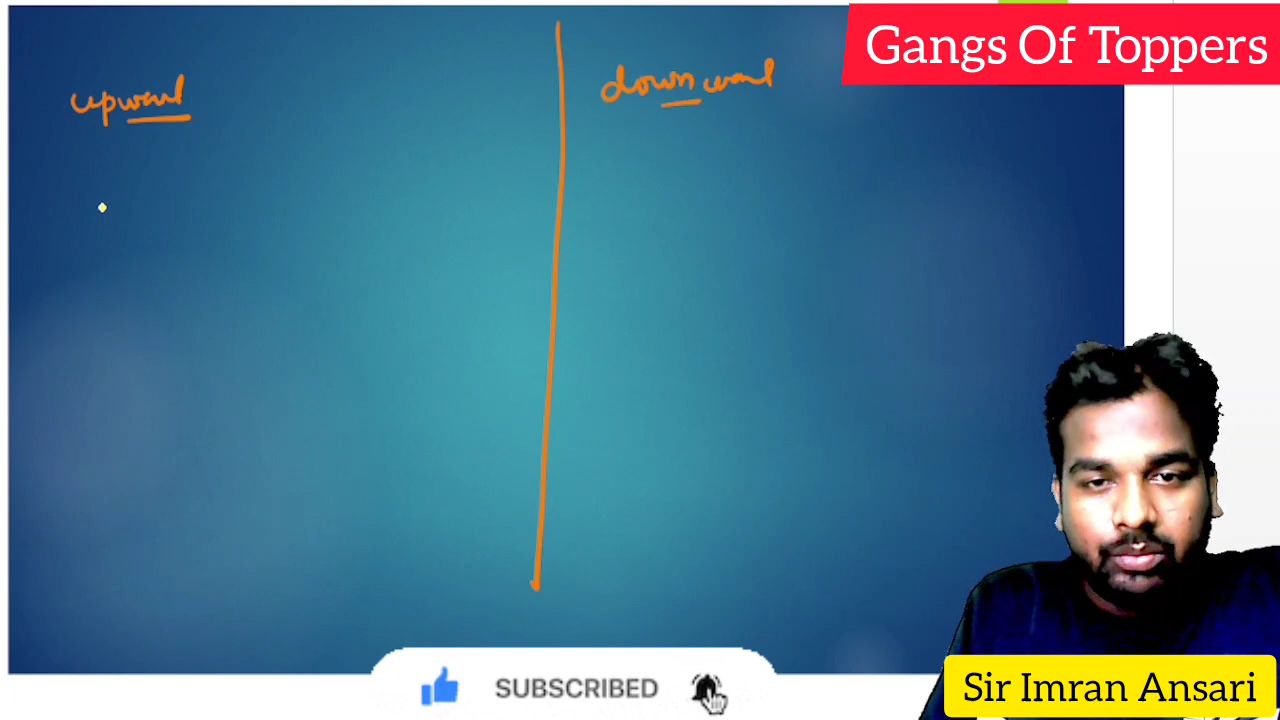 Gangs Of Toppers
upward
downward
SUBSCRIBED
Sir Imran Ansari